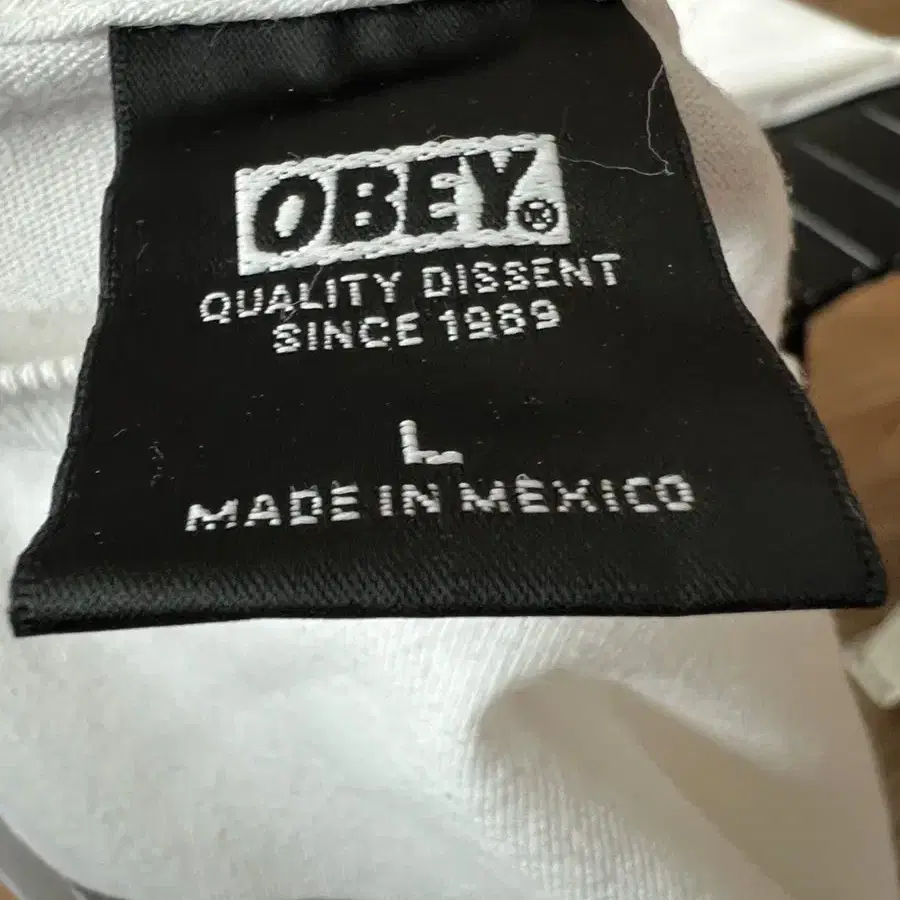 OBEY®
QUALITY DISSENT
SINCE 1989
L
MADE IN MEXICO